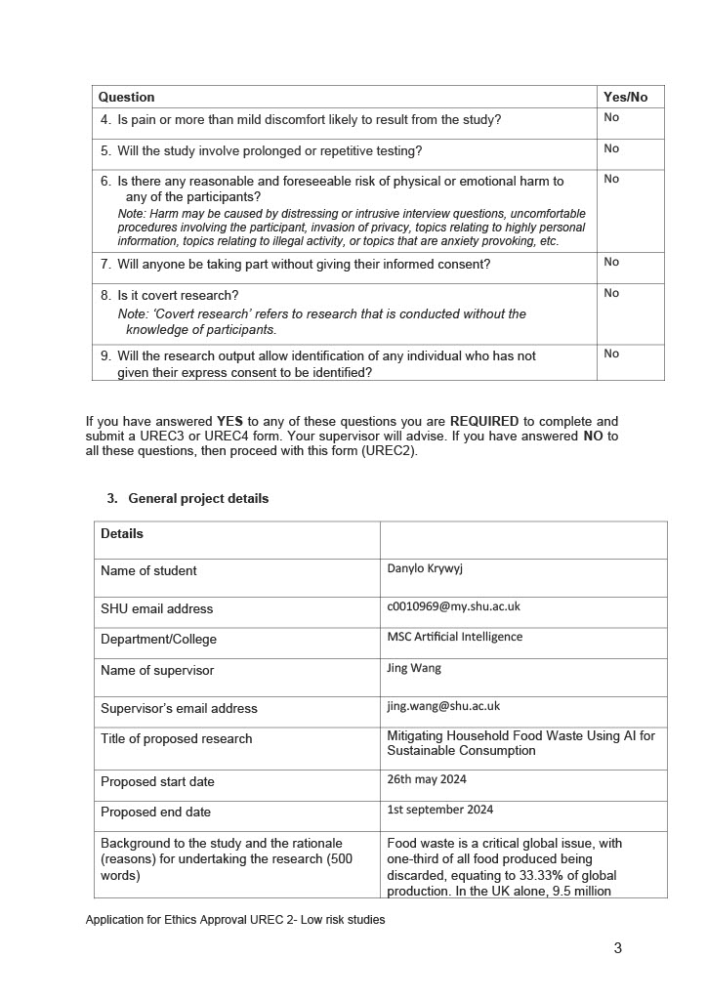 Question Yes/No
4. Is pain or more than mild discomfort likely to result from the study? No
5. Will the study involve prolonged or repetitive testing? No
6. Is there any reasonable and foreseeable risk of physical or emotional harm to No
any of the participants?
Note: Harm may be caused by distressing or intrusive interview questions, uncomfortable
procedures involving the participant, invasion of privacy, topics relating to highly personal
information, topics relating to illegal activity, or topics that are anxiety provoking, etc.
7. Will anyone be taking part without giving their informed consent? No
8. Is it covert research? No
Note: ‘Covert research’ refers to research that is conducted without the
knowledge of participants.
9. Will the research output allow identification of any individual who has not No
given their express consent to be identified?
If you have answered YES to any of these questions you are REQUIRED to complete and
submit a UREC3 or UREC4 form. Your supervisor will advise. If you have answered NO to
all these questions, then proceed with this form (UREC2).
3. General project details
Details
Name of student Danylo Krywyj
SHU email address c0010969@my.shu.ac.uk
Department/College MSC Artificial Intelligence
Name of supervisor Jing Wang
Supervisor’s email address jing.wang@shu.ac.uk
Title of proposed research Mitigating Household Food Waste Using AI for
Sustainable Consumption
Proposed start date 26th may 2024
Proposed end date 1st september 2024
Background to the study and the rationale Food waste is a critical global issue, with
(reasons) for undertaking the research (500 one-third of all food produced being
words) discarded, equating to 33.33% of global
production. In the UK alone, 9.5 million
Application for Ethics Approval UREC 2- Low risk studies
3